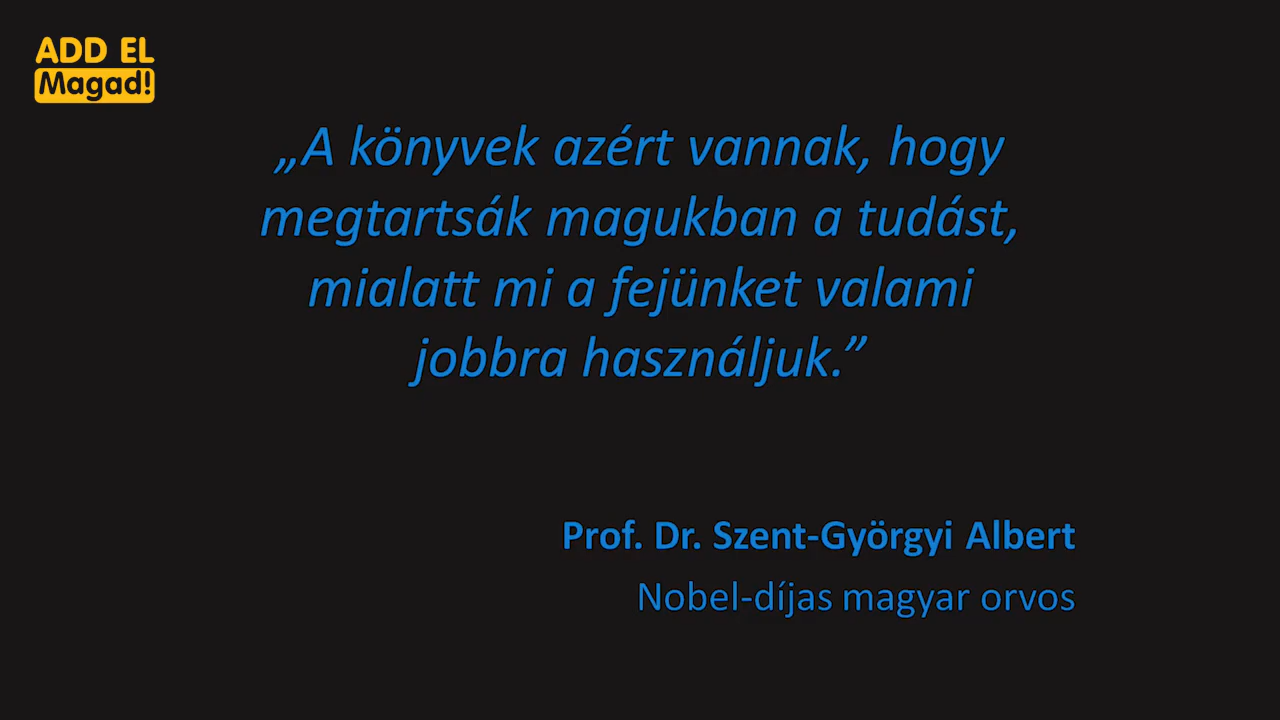 ADD EL
Magad!
„A könyvek azért vannak, hogy
megtartsák magukban a tudást,
mialatt mi a fejünket valami
jobbra használjuk.”
Prof. Dr. Szent-Györgyi Albert
Nobel-díjas magyar orvos